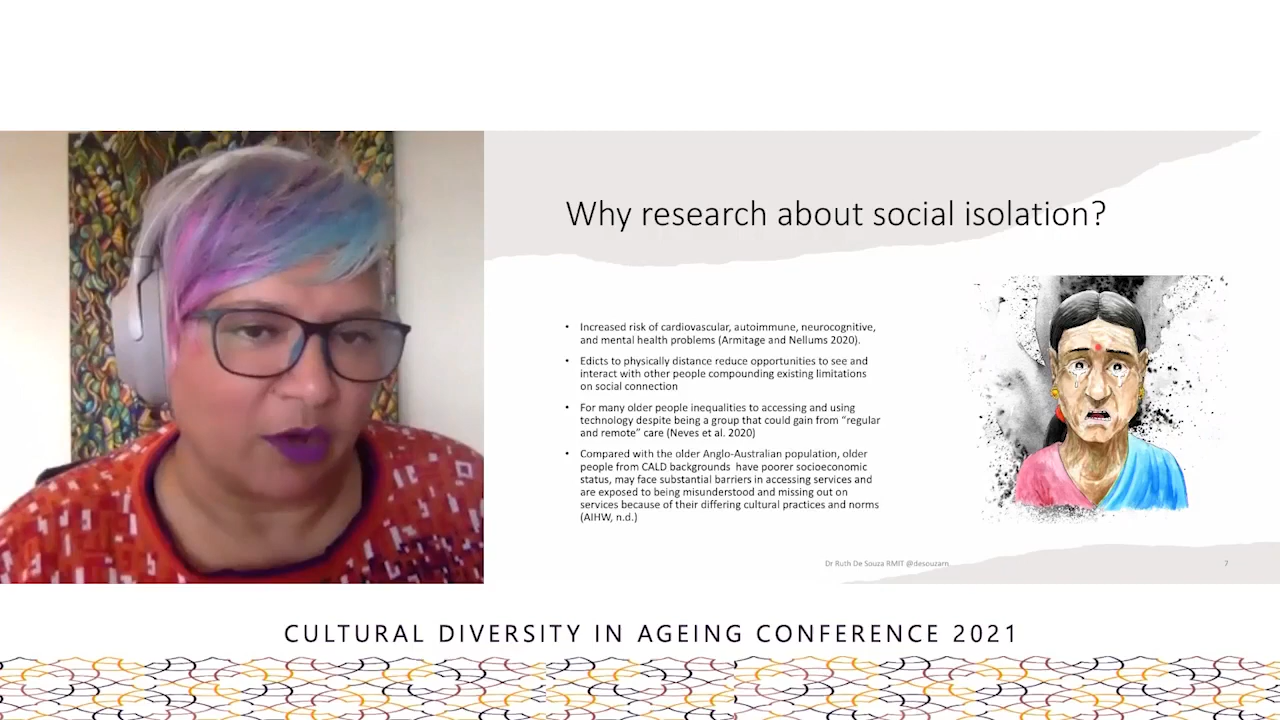 Why research about social isolation?
• Increased risk of cardiovascular, autoimmune, neurocognitive,
and mental health problems (Armitage and Nellums 2020).
• Edicts to physically distance reduce opportunities to see and
interact with other people compounding existing limitations
on social connection
• For many older people inequalities to accessing and using
technology despite being a group that could gain from “regular
and remote” care (Neves et al. 2020)
• Compared with the older Anglo-Australian population, older
people from CALD backgrounds have poorer socioeconomic
status, may face substantial barriers in accessing services and
are exposed to being misunderstood and missing out on
services because of their differing cultural practices and norms
(AIHW, n.d.)
Dr Ruth De Souza RMIT @desouzarn
7
CULTURAL DIVERSITY IN AGEING CONFERENCE 2021